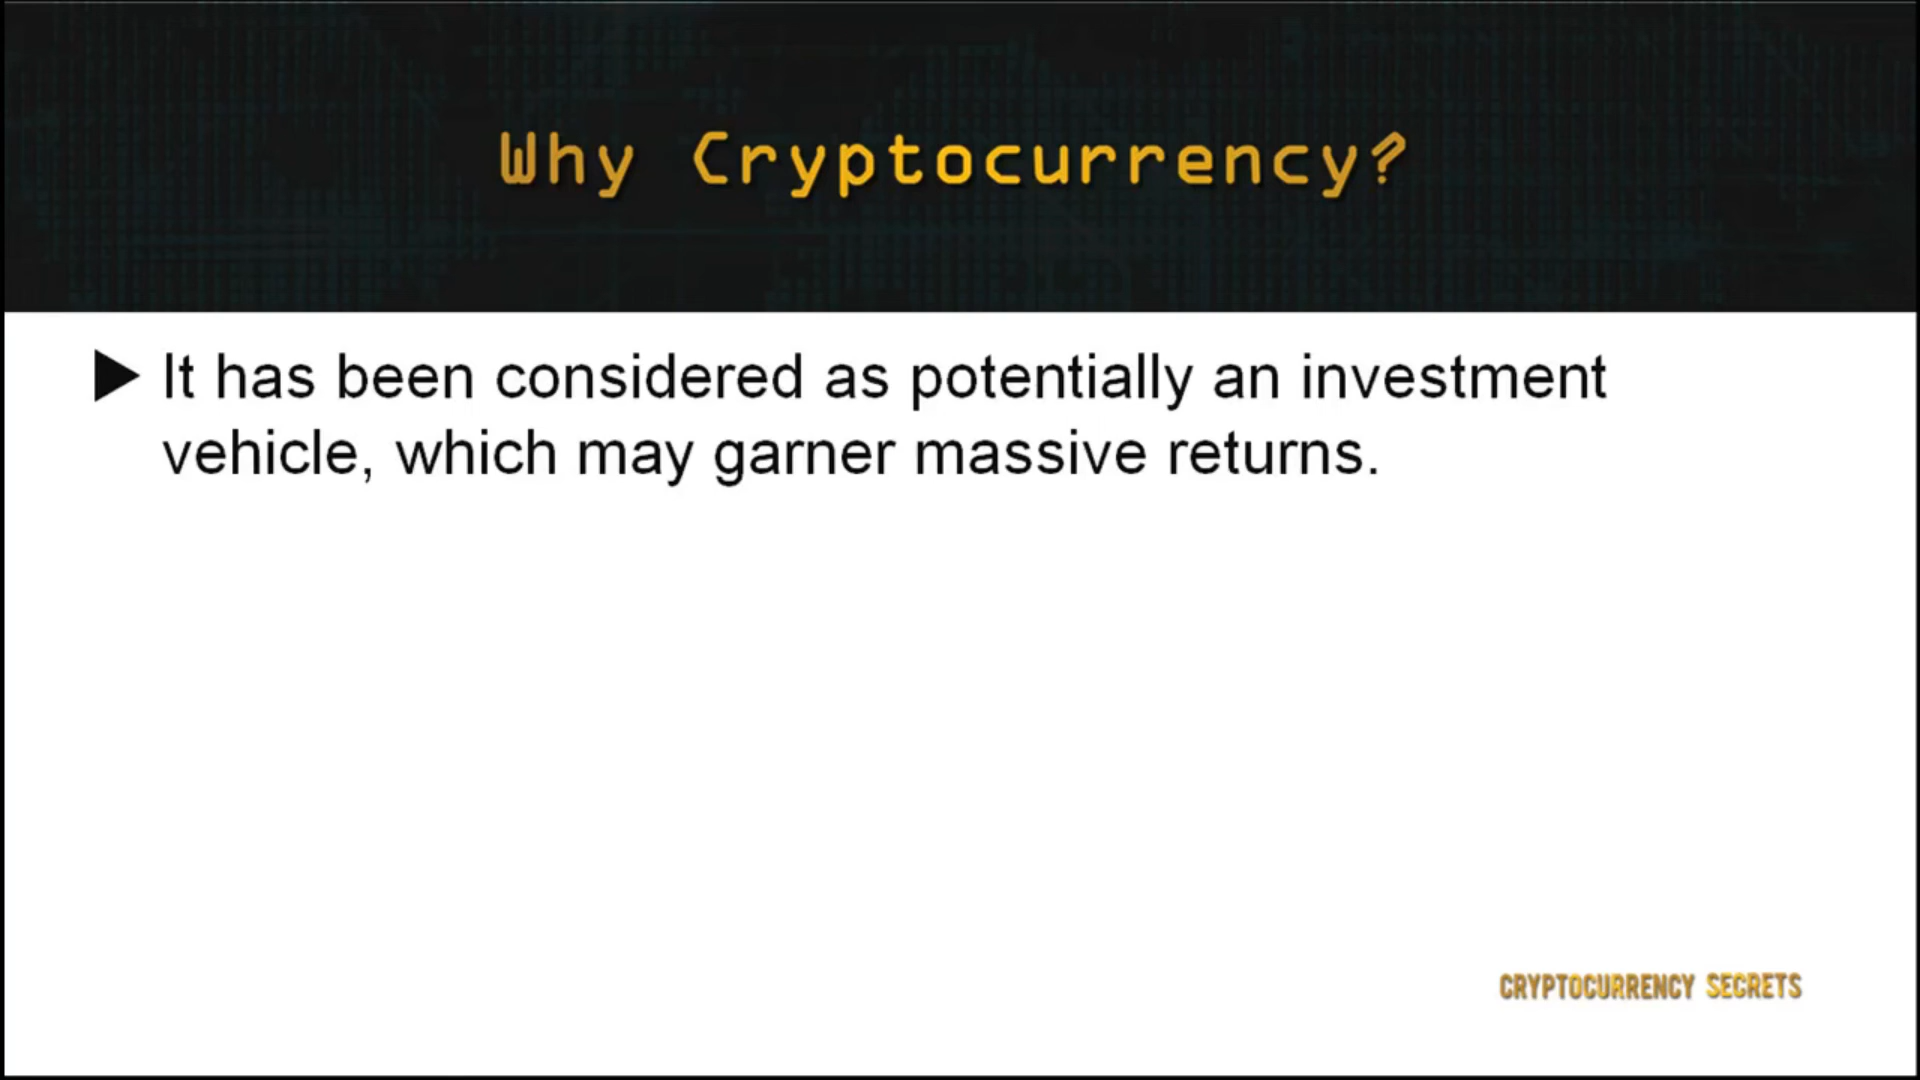 Why Cryptocurrency?
It has been considered as potentially an investment
vehicle, which may garner massive returns.
CRYPTOCURRENCY SECRETS